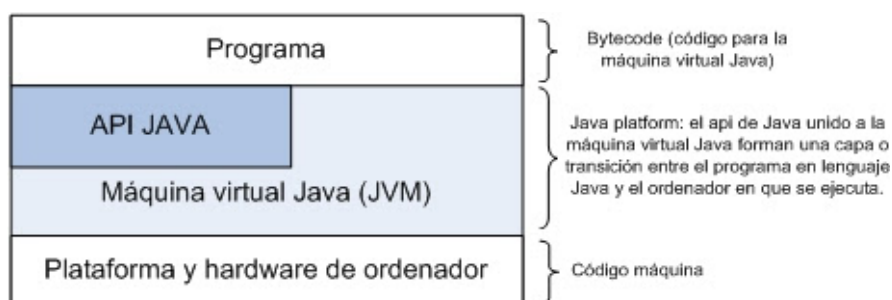 Programa
Bytecode (código para la
máquina virtual Java)
API JAVA
Máquina virtual Java (JVM)
Java platform: el api de Java unido a la
máquina virtual Java forman una capa o
transición entre el programa en lenguaje
Java y el ordenador en que se ejecuta.
Plataforma y hardware de ordenador
Código máquina